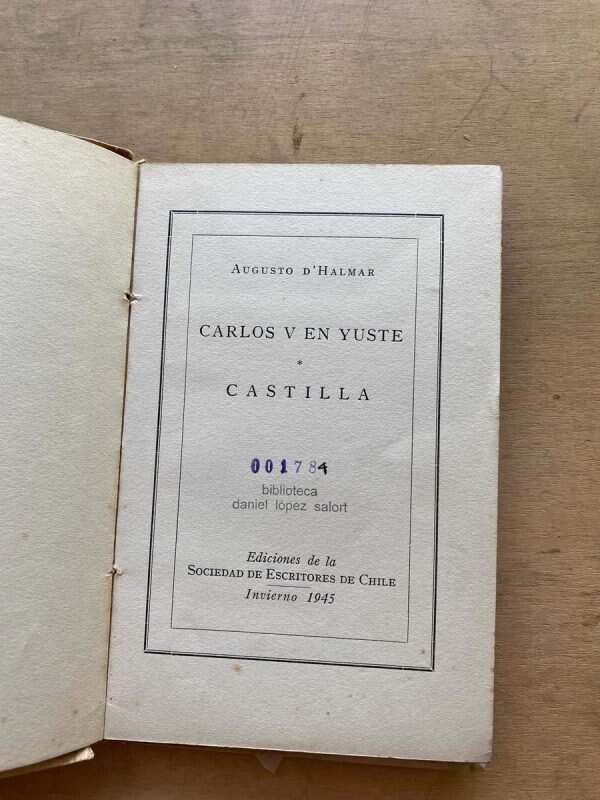 Augusto d'Halmar
CARLOS V EN YUSTE
*
CASTILLA
001784
biblioteca
daniel lópez salort
Ediciones de la
Sociedad de Escritores de Chile
Invierno 1945